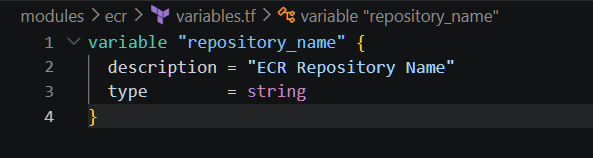 modules > ecr > variables.tf > variable "repository_name"
1 variable "repository_name" {
2   description = "ECR Repository Name"
3   type        = string
4 }